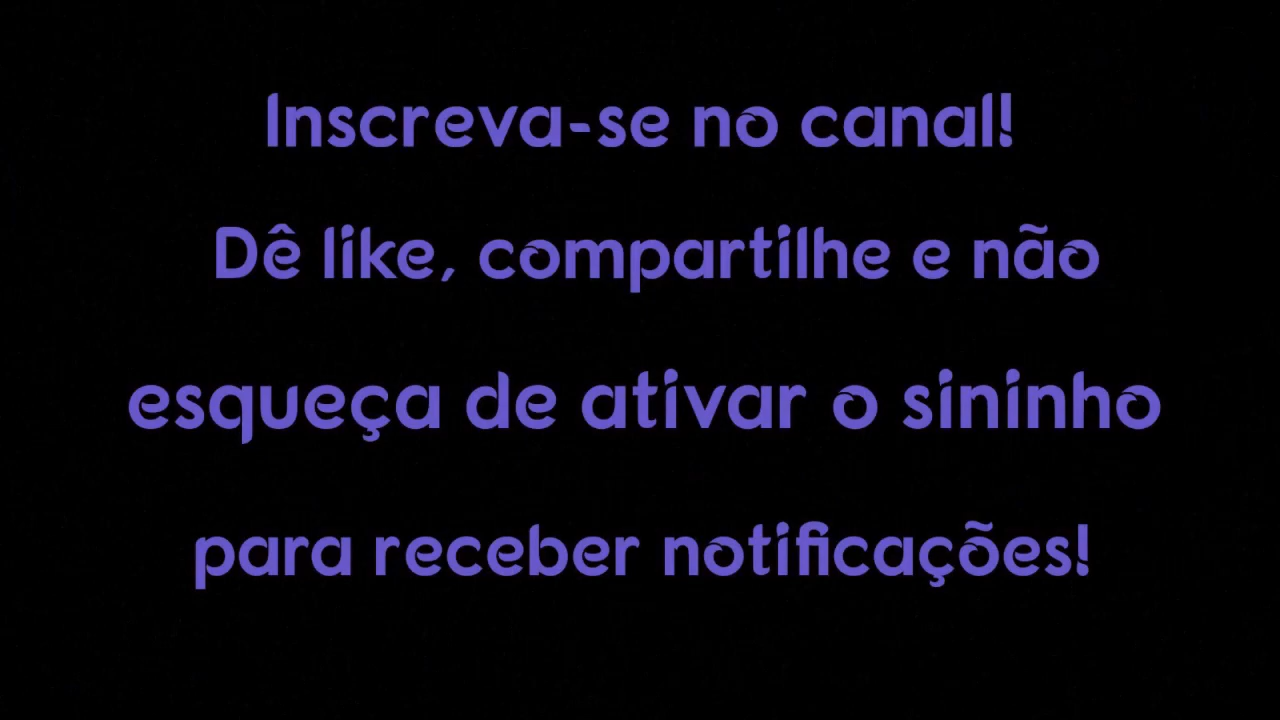 Inscreva-se no canal!
Dê like, compartilhe e não
esqueça de ativar o sininho
para receber notificações!